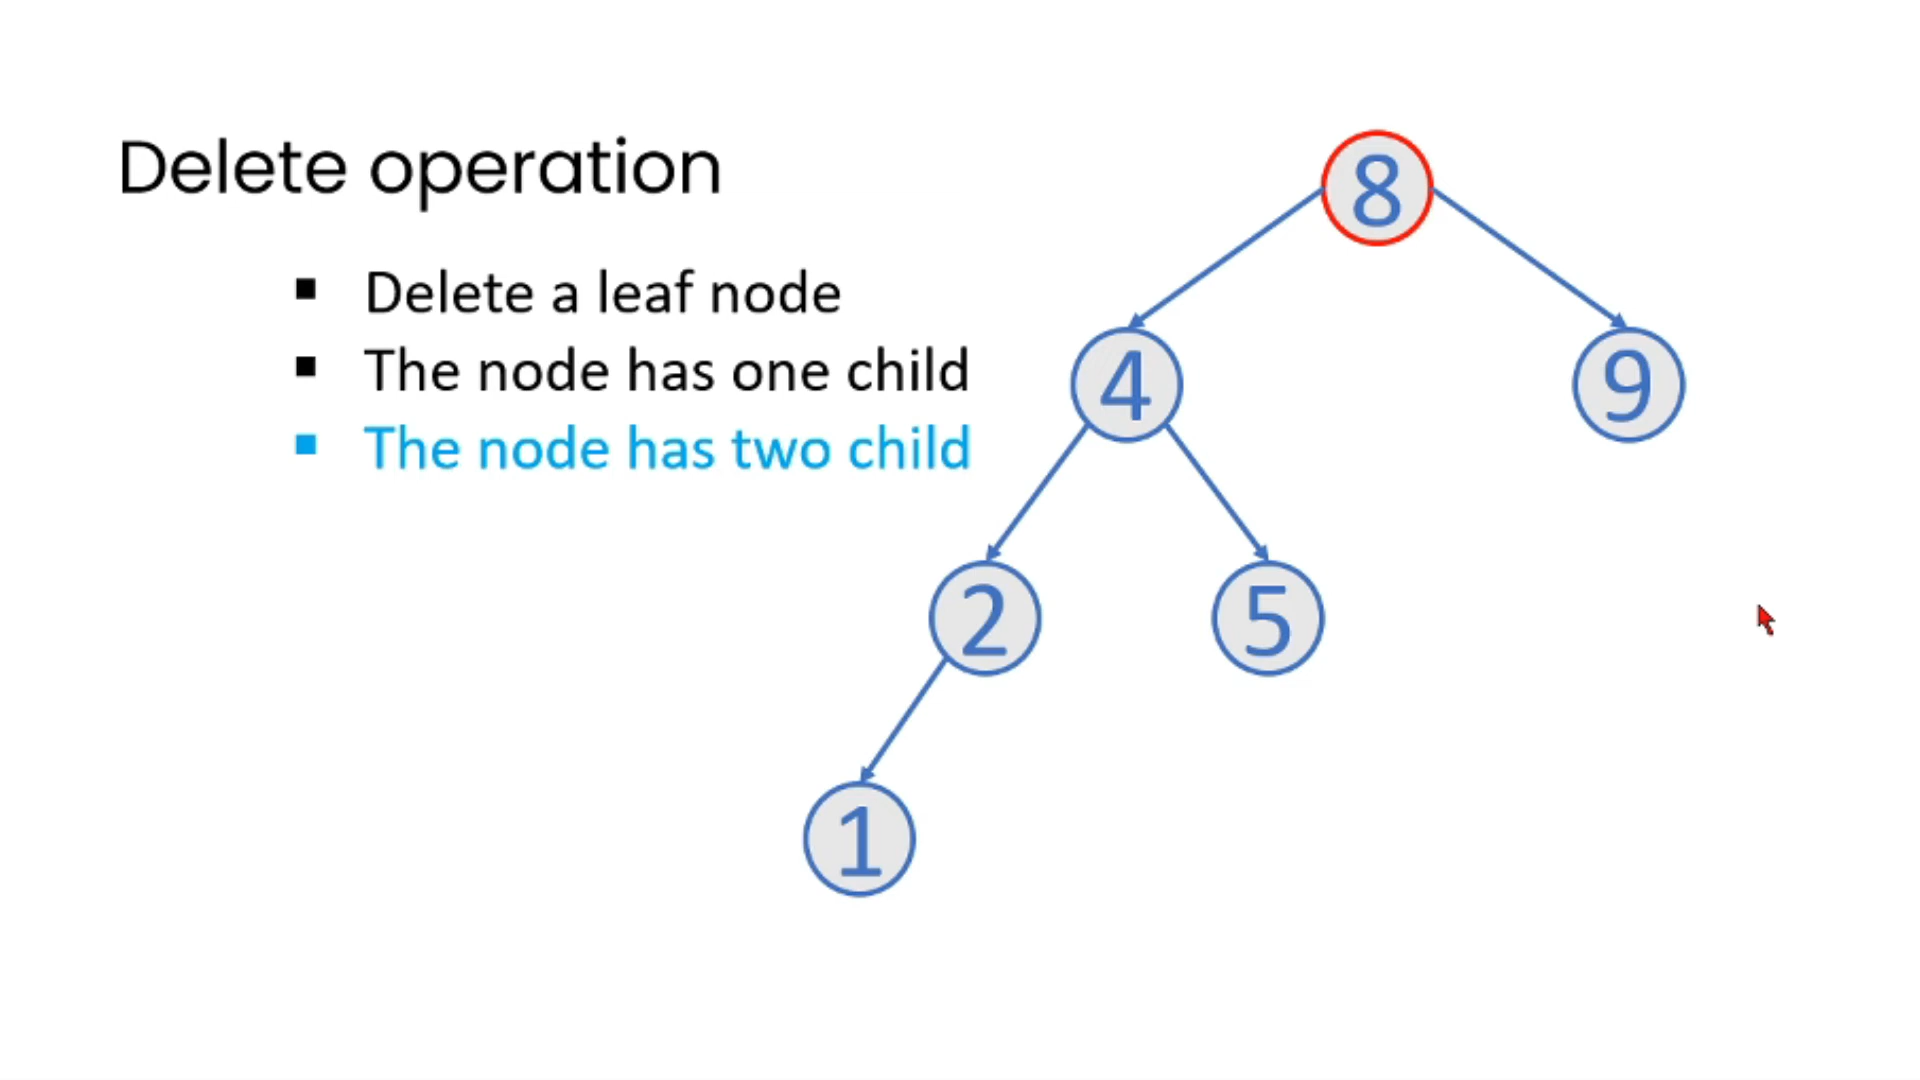 Delete operation
▪ Delete a leaf node
▪ The node has one child
▪ The node has two child
8
4
9
2
5
1